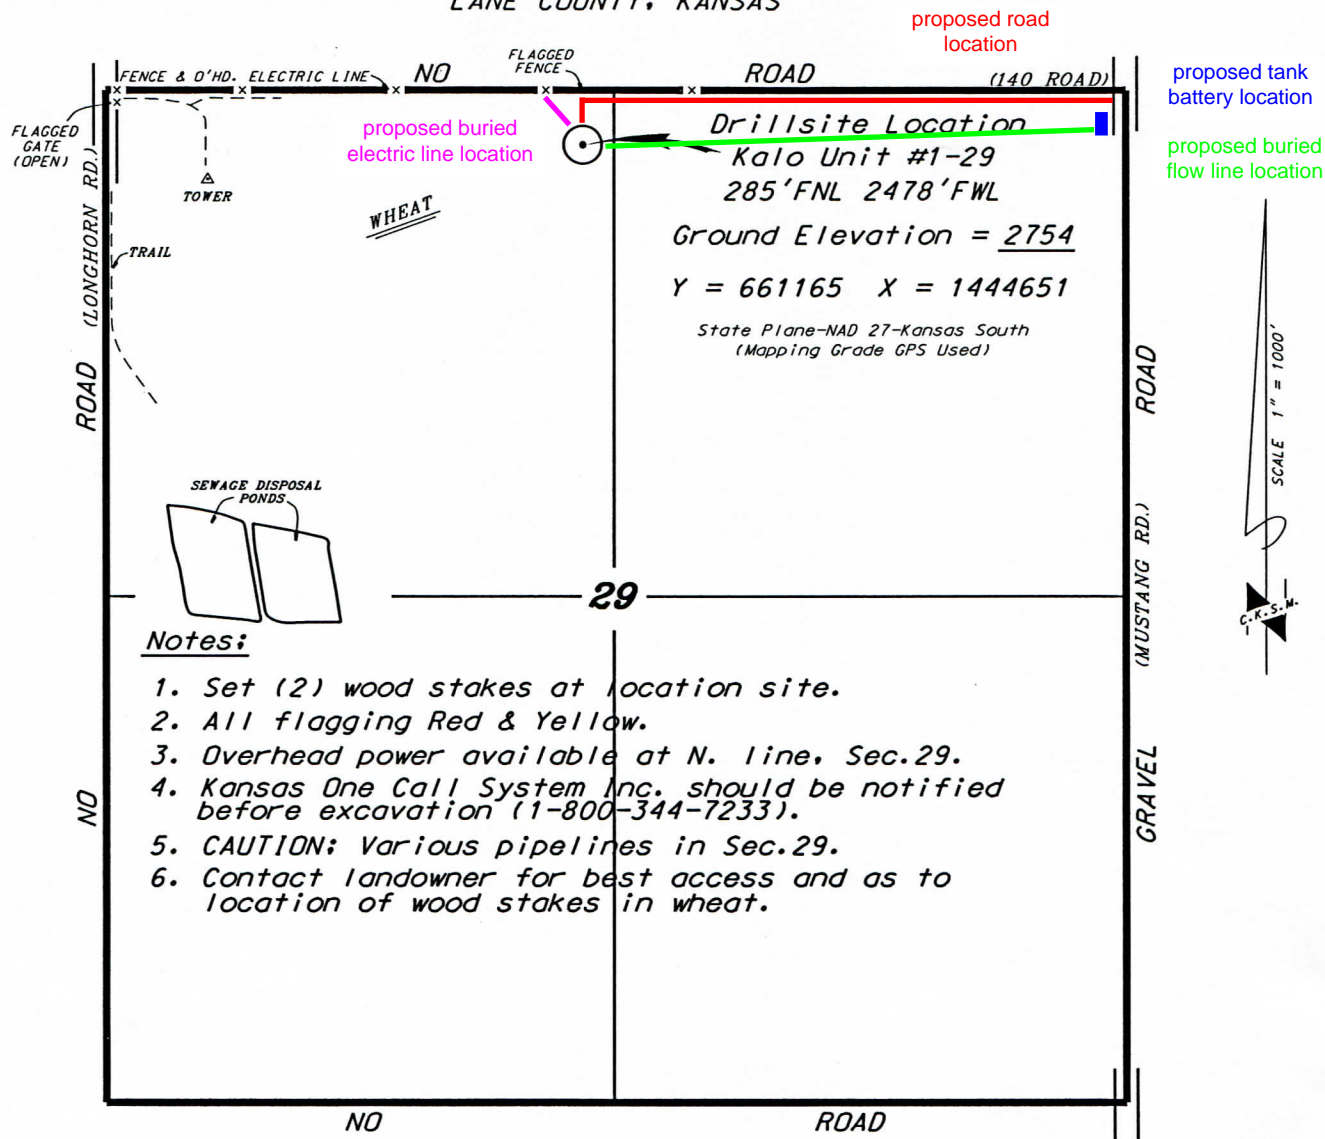 LANE COUNTY, KANSAS
proposed road
location
FLAGGED
FENCE
FENCE & O'HD. ELECTRIC LINE
NO
ROAD
(140 ROAD)
proposed tank
battery location
FLAGGED
GATE
(OPEN)
proposed buried
electric line location
Drillsite Location
Kalo Unit #1-29
285'FNL 2478'FWL
proposed buried
flow line location
TOWER
WHEAT
TRAIL
Ground Elevation = 2754
Y = 661165 X = 1444651
State Plane-NAD 27-Kansas South
(Mapping Grade GPS Used)
(LONGHORN RD.)
ROAD
NO
ROAD
(MUSTANG RD.)
GRAVEL
SCALE 1" = 1000'
C.K.S.M.
SEWAGE DISPOSAL
PONDS
29
Notes:
1. Set (2) wood stakes at location site.
2. All flagging Red & Yellow.
3. Overhead power available at N. line, Sec.29.
4. Kansas One Call System Inc. should be notified
before excavation (1-800-344-7233).
5. CAUTION: Various pipelines in Sec.29.
6. Contact landowner for best access and as to
location of wood stakes in wheat.
NO
ROAD